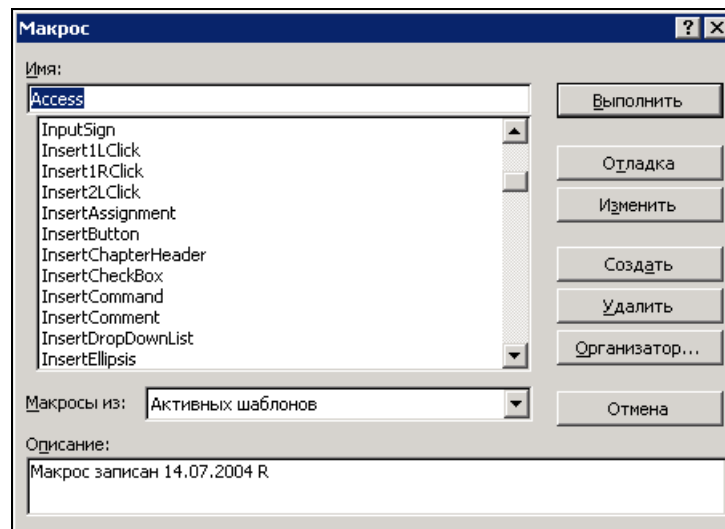 Макрос
Имя:
Access
Выполнить
InputSign
Insert1LClick
Insert1RClick
Insert2LClick
InsertAssignment
InsertButton
InsertChapterHeader
InsertCheckBox
InsertCommand
InsertComment
InsertDropDownList
InsertEllipsis
Отладка
Изменить
Создать
Удалить
Организатор...
Макросы из:
Активных шаблонов
Отмена
Описание:
Макрос записан 14.07.2004 R